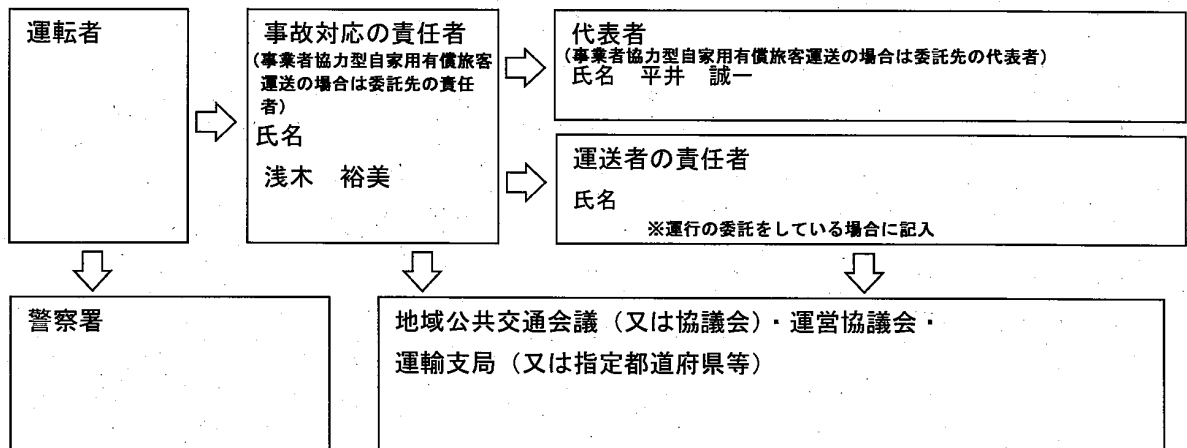 運転者
事故対応の責任者
(事業者協力型自家用有償旅客
運送の場合は委託先の責任
者)
氏名
浅木 裕美
代表者
(事業者協力型自家用有償旅客運送の場合は委託先の代表者)
氏名 平井 誠一
運送者の責任者
氏名
※運行の委託をしている場合に記入
警察署
地域公共交通会議(又は協議会)・運営協議会・
運輸支局(又は指定都道府県等)